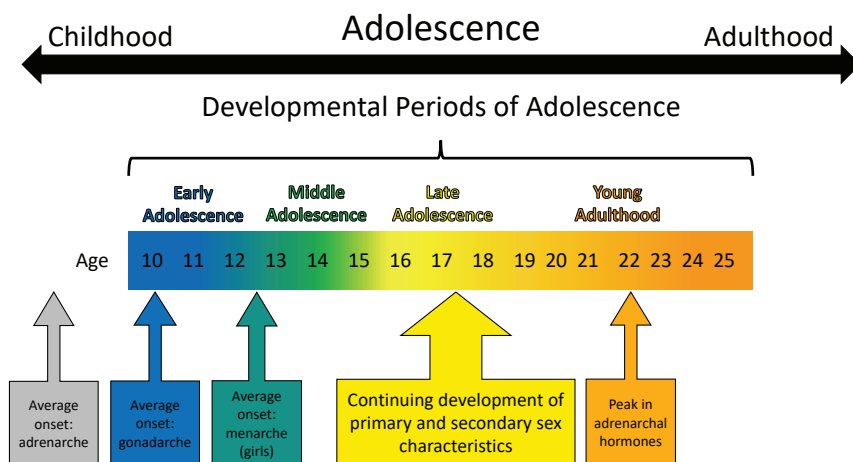 Childhood
Adolescence
Adulthood
Developmental Periods of Adolescence
Early
Adolescence
Middle
Adolescence
Late
Adolescence
Young
Adulthood
Age 10 11 12 13 14 15 16 17 18 19 20 21 22 23 24 25
Average
onset:
adrenarche
Average
onset:
gonadarche
Average
onset:
menarche
(girls)
Continuing development of
primary and secondary sex
characteristics
Peak in
adrenarchal
hormones